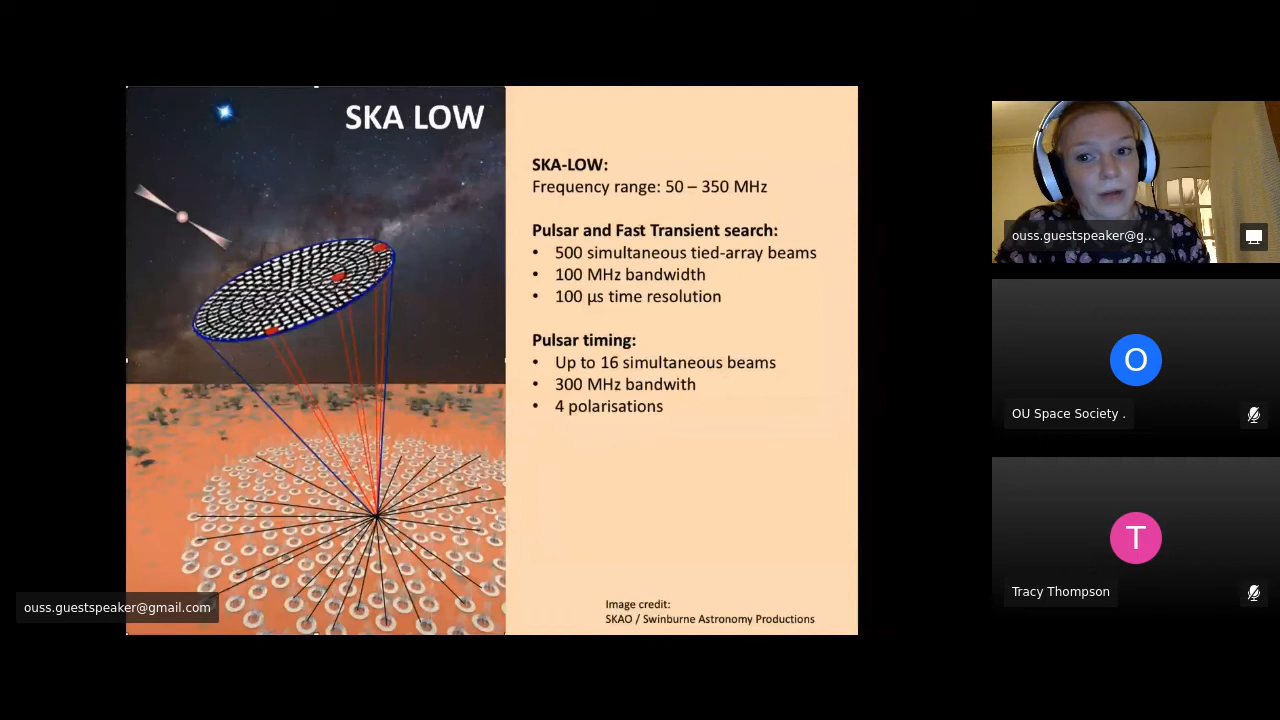 SKA LOW
SKA-LOW:
Frequency range: 50 – 350 MHz
Pulsar and Fast Transient search:
• 500 simultaneous tied-array beams
• 100 MHz bandwidth
• 100 µs time resolution
Pulsar timing:
• Up to 16 simultaneous beams
• 300 MHz bandwith
• 4 polarisations
Image credit:
SKAO / Swinburne Astronomy Productions
ouss.guestspeaker@gmail.com
ouss.guestspeaker@g...
O
OU Space Society .
T
Tracy Thompson